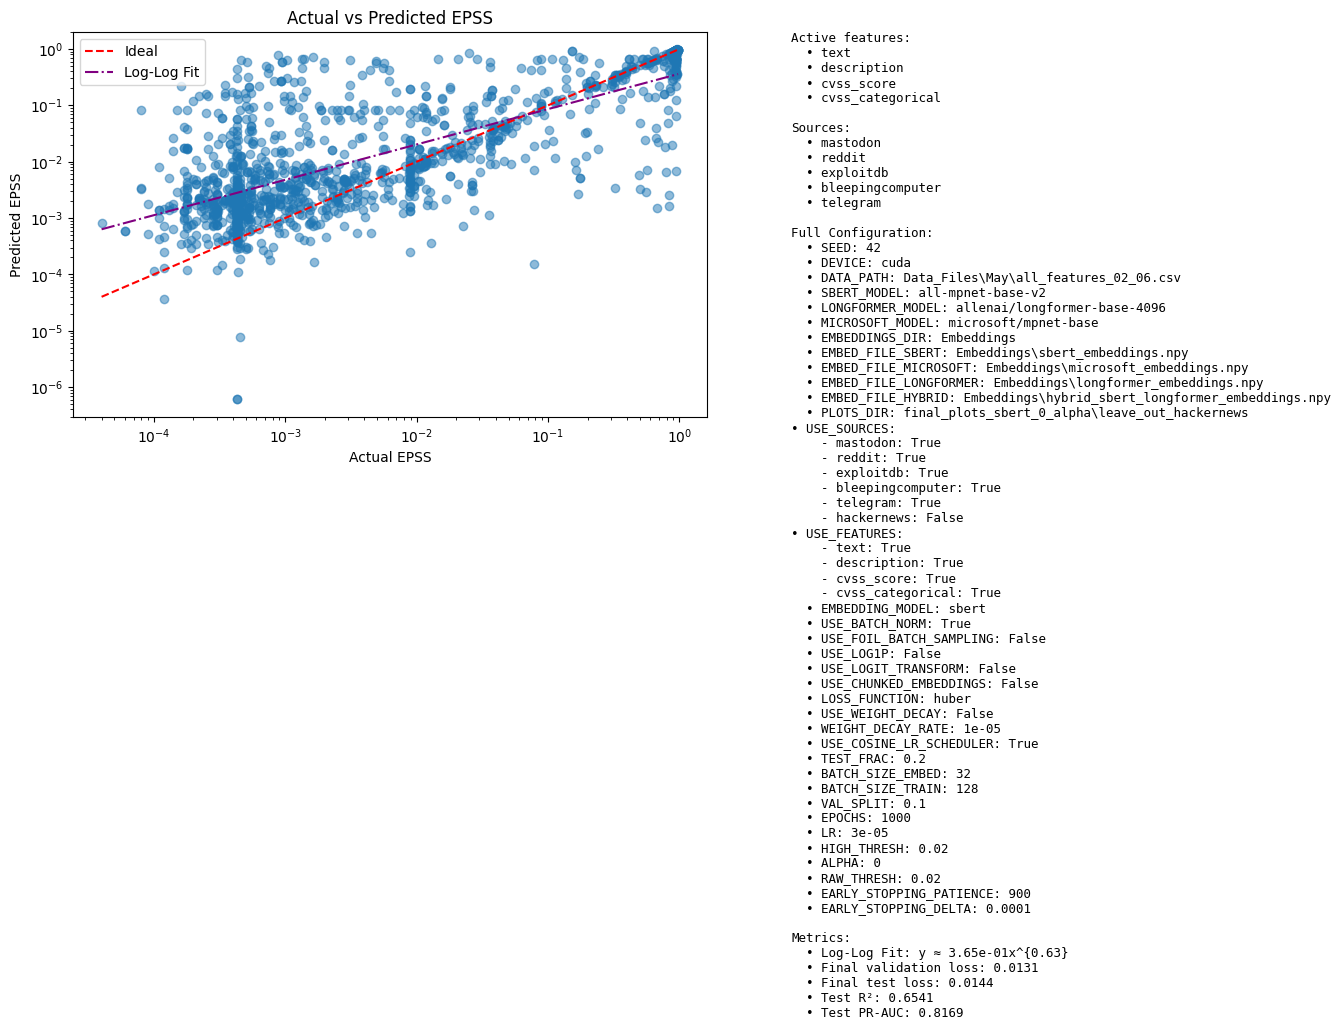 Actual vs Predicted EPSS
Ideal
Log-Log Fit
Predicted EPSS
10^0
10^-1
10^-2
10^-3
10^-4
10^-5
10^-6
10^-4
10^-3
10^-2
10^-1
10^0
Actual EPSS
Active features:
• text
• description
• cvss_score
• cvss_categorical
Sources:
• mastodon
• reddit
• exploitdb
• bleepingcomputer
• telegram
Full Configuration:
• SEED: 42
• DEVICE: cuda
• DATA_PATH: Data_Files\May\all_features_02_06.csv
• SBERT_MODEL: all-mpnet-base-v2
• LONGFORMER_MODEL: allenai/longformer-base-4096
• MICROSOFT_MODEL: microsoft/mpnet-base
• EMBEDDINGS_DIR: Embeddings
• EMBED_FILE_SBERT: Embeddings\sbert_embeddings.npy
• EMBED_FILE_MICROSOFT: Embeddings\microsoft_embeddings.npy
• EMBED_FILE_LONGFORMER: Embeddings\longformer_embeddings.npy
• EMBED_FILE_HYBRID: Embeddings\hybrid_sbert_longformer_embeddings.npy
• PLOTS_DIR: final_plots_sbert_0_alpha\leave_out_hackernews
• USE_SOURCES:
- mastodon: True
- reddit: True
- exploitdb: True
- bleepingcomputer: True
- telegram: True
- hackernews: False
• USE_FEATURES:
- text: True
- description: True
- cvss_score: True
- cvss_categorical: True
• EMBEDDING_MODEL: sbert
• USE_BATCH_NORM: True
• USE_FOIL_BATCH_SAMPLING: False
• USE_LOG1P: False
• USE_LOGIT_TRANSFORM: False
• USE_CHUNKED_EMBEDDINGS: False
• LOSS_FUNCTION: huber
• USE_WEIGHT_DECAY: False
• WEIGHT_DECAY_RATE: 1e-05
• USE_COSINE_LR_SCHEDULER: True
• TEST_FRAC: 0.2
• BATCH_SIZE_EMBED: 32
• BATCH_SIZE_TRAIN: 128
• VAL_SPLIT: 0.1
• EPOCHS: 1000
• LR: 3e-05
• HIGH_THRESH: 0.02
• ALPHA: 0
• RAW_THRESH: 0.02
• EARLY_STOPPING_PATIENCE: 900
• EARLY_STOPPING_DELTA: 0.0001
Metrics:
• Log-Log Fit: y ≈ 3.65e-01x^{0.63}
• Final validation loss: 0.0131
• Final test loss: 0.0144
• Test R²: 0.6541
• Test PR-AUC: 0.8169